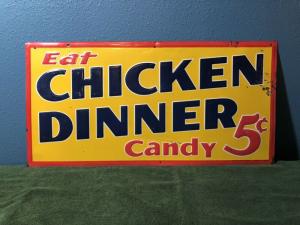 Eat
CHICKEN
DINNER
Candy 5¢